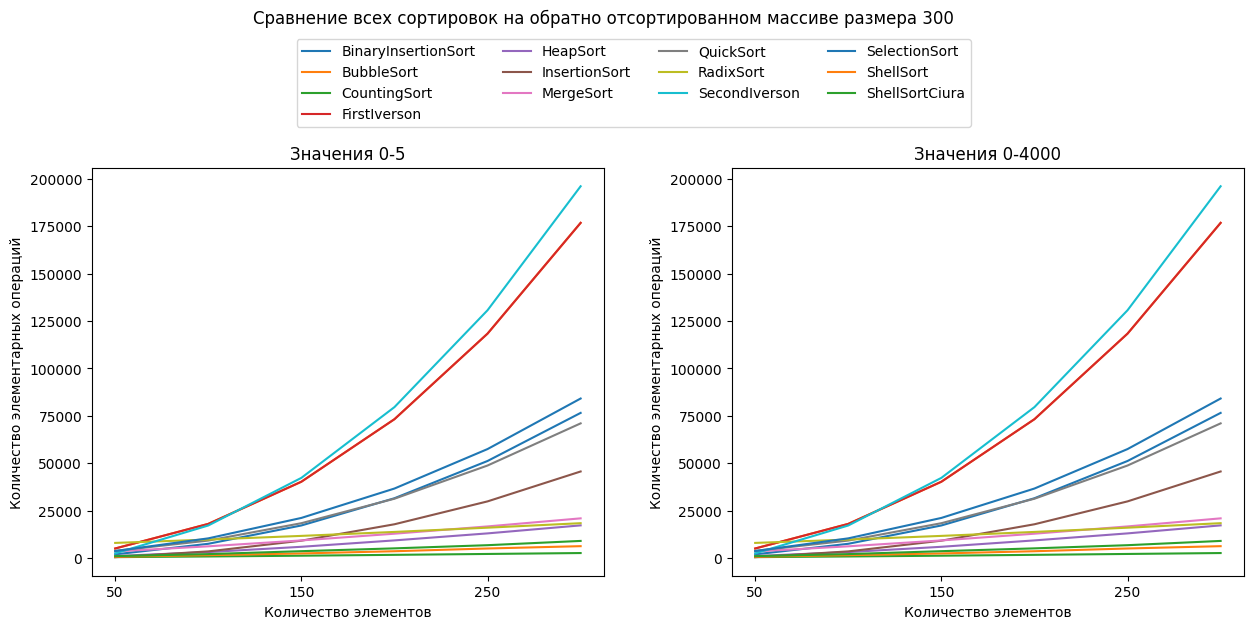 Сравнение всех сортировок на обратно отсортированном массиве размера 300
BinaryInsertionSort
BubbleSort
CountingSort
FirstIverson
HeapSort
InsertionSort
MergeSort
QuickSort
RadixSort
SecondIverson
SelectionSort
ShellSort
ShellSortCiura
Значения 0-5
Количество элементарных операций
200000
175000
150000
125000
100000
75000
50000
25000
0
50
150
250
Количество элементов
Значения 0-4000
Количество элементарных операций
200000
175000
150000
125000
100000
75000
50000
25000
0
50
150
250
Количество элементов